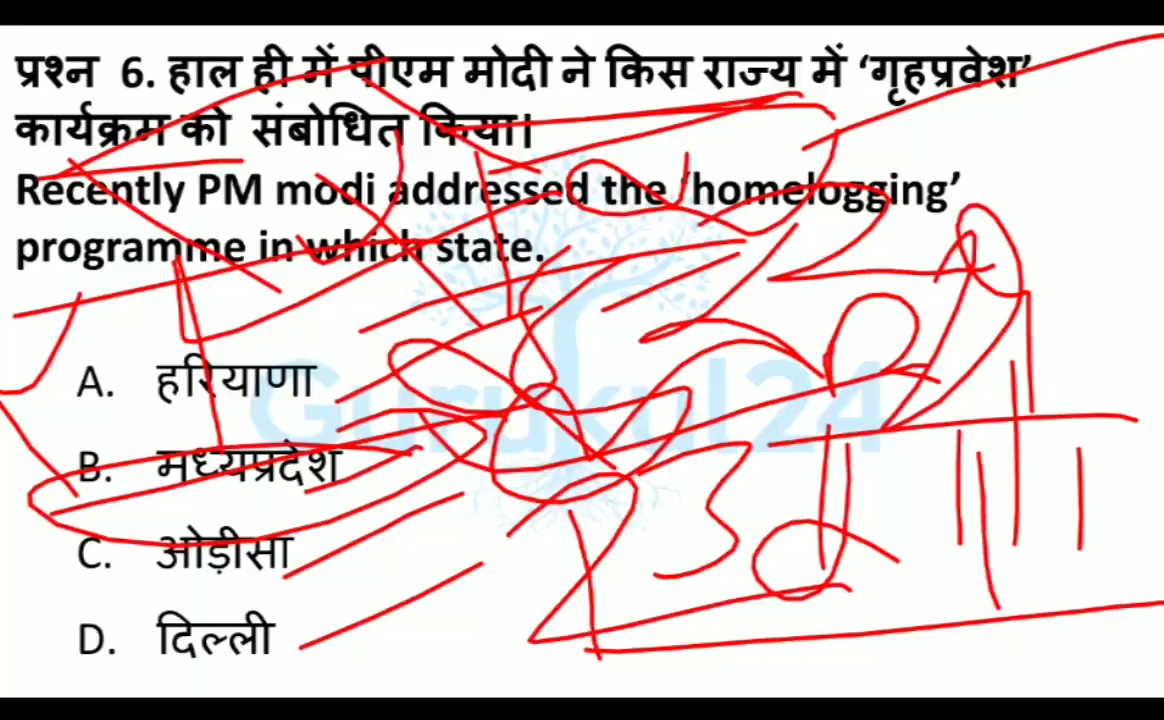 प्रश्न 6. हाल ही में पीएम मोदी ने किस राज्य में ‘गृहप्रवेश’
कार्यक्रम को संबोधित किया।
Recently PM modi addressed the ‘homelogging’
programme in which state.
A. हरियाणा
B. मध्यप्रदेश
C. ओड़ीसा
D. दिल्ली
Gurukul24